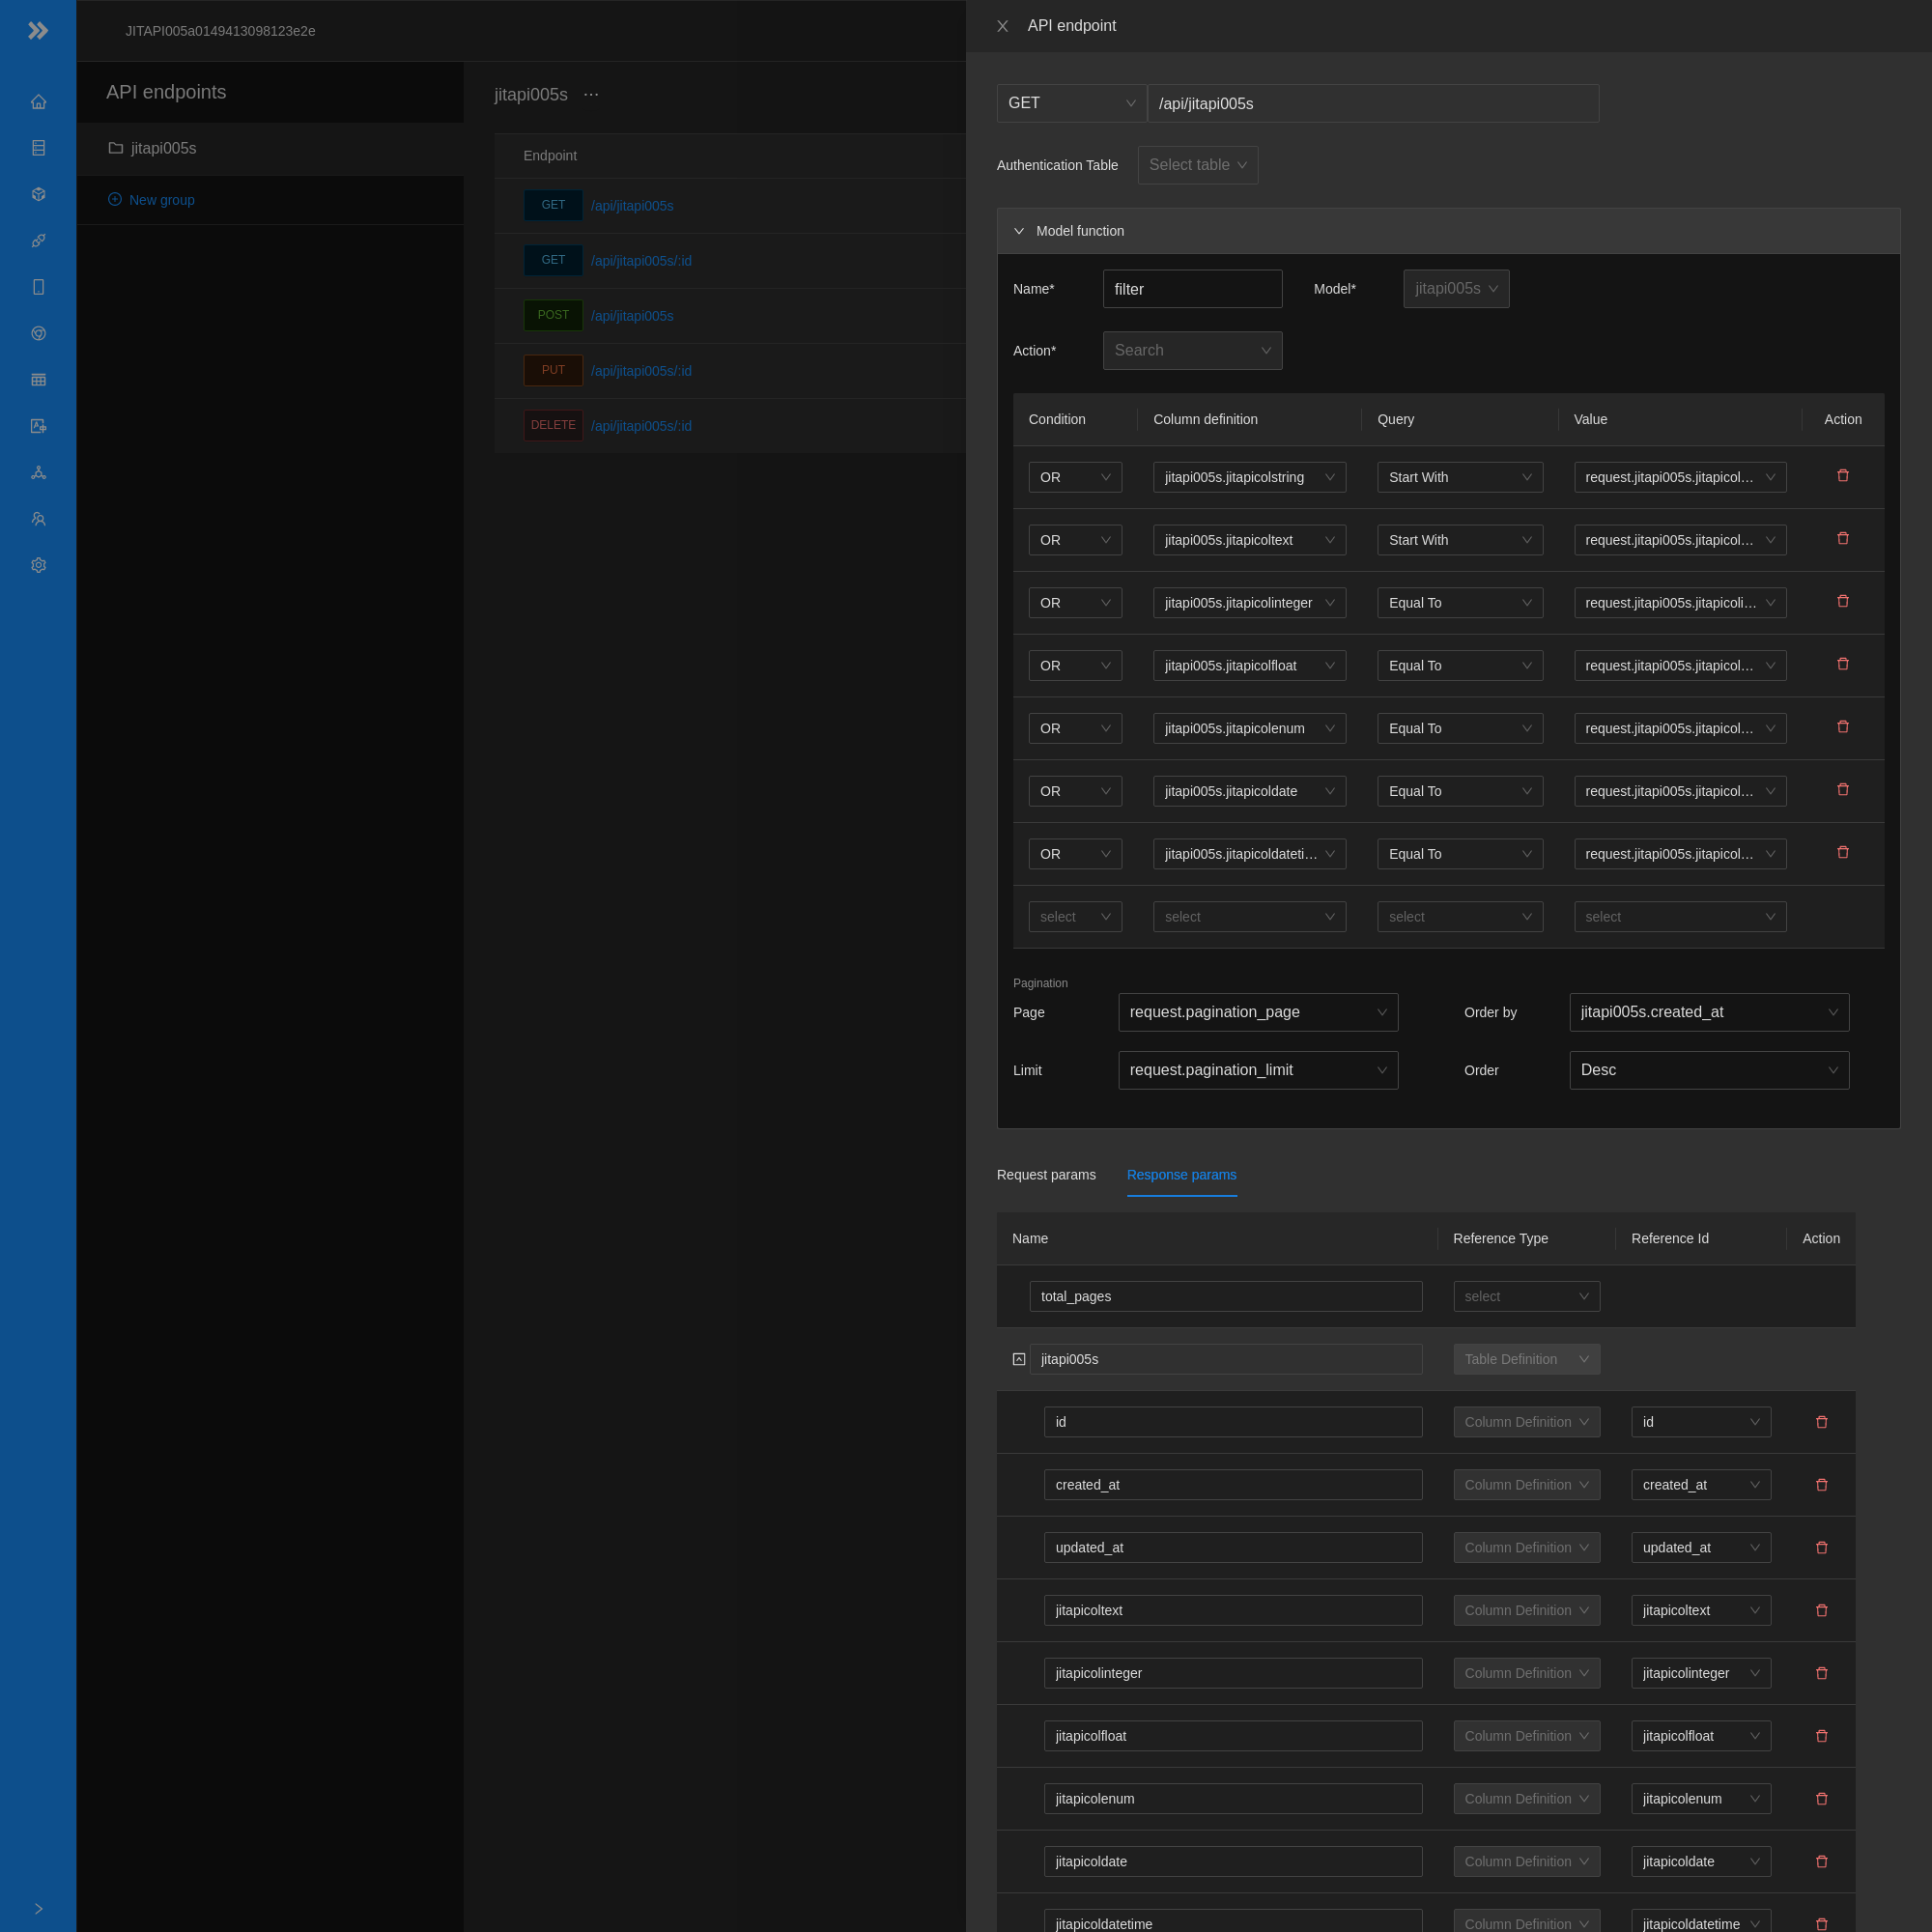 JITAPI005a0149413098123e2e
API endpoints
jitapi005s
New group
jitapi005s ...
Endpoint
GET /api/jitapi005s
GET /api/jitapi005s/:id
POST /api/jitapi005s
PUT /api/jitapi005s/:id
DELETE /api/jitapi005s/:id
API endpoint
GET /api/jitapi005s
Authentication Table Select table
Model function
Name* filter Model* jitapi005s
Action* Search
Condition Column definition Query Value Action
OR jitapi005s.jitapicolstring Start With request.jitapi005s.jitapicol…
OR jitapi005s.jitapicoltext Start With request.jitapi005s.jitapicol…
OR jitapi005s.jitapicolinteger Equal To request.jitapi005s.jitapicoli…
OR jitapi005s.jitapicolfloat Equal To request.jitapi005s.jitapicol…
OR jitapi005s.jitapicolenum Equal To request.jitapi005s.jitapicol…
OR jitapi005s.jitapicoldate Equal To request.jitapi005s.jitapicol…
OR jitapi005s.jitapicoldateti… Equal To request.jitapi005s.jitapicol…
select select select select
Pagination
Page request.pagination_page Order by jitapi005s.created_at
Limit request.pagination_limit Order Desc
Request params Response params
Name Reference Type Reference Id Action
total_pages select
jitapi005s Table Definition
id Column Definition id
created_at Column Definition created_at
updated_at Column Definition updated_at
jitapicoltext Column Definition jitapicoltext
jitapicolinteger Column Definition jitapicolinteger
jitapicolfloat Column Definition jitapicolfloat
jitapicolenum Column Definition jitapicolenum
jitapicoldate Column Definition jitapicoldate
jitapicoldatetime Column Definition jitapicoldatetime